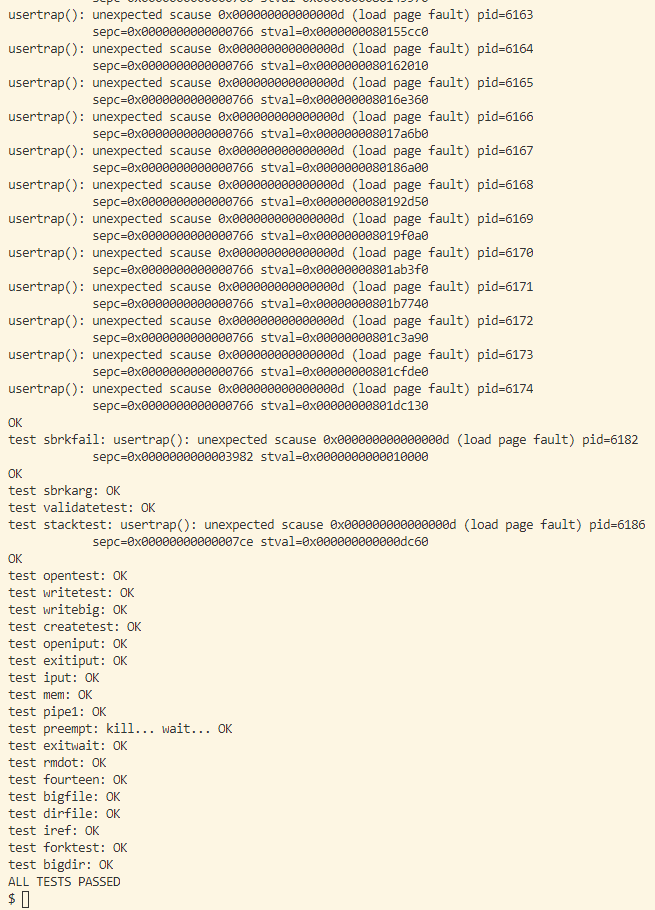 usertrap(): unexpected scause 0x000000000000000d (load page fault) pid=6163
sepc=0x0000000000000766 stval=0x0000000080155cc0
usertrap(): unexpected scause 0x000000000000000d (load page fault) pid=6164
sepc=0x0000000000000766 stval=0x0000000080162010
usertrap(): unexpected scause 0x000000000000000d (load page fault) pid=6165
sepc=0x0000000000000766 stval=0x000000008016e360
usertrap(): unexpected scause 0x000000000000000d (load page fault) pid=6166
sepc=0x0000000000000766 stval=0x000000008017a6b0
usertrap(): unexpected scause 0x000000000000000d (load page fault) pid=6167
sepc=0x0000000000000766 stval=0x0000000080186a00
usertrap(): unexpected scause 0x000000000000000d (load page fault) pid=6168
sepc=0x0000000000000766 stval=0x0000000080192d50
usertrap(): unexpected scause 0x000000000000000d (load page fault) pid=6169
sepc=0x0000000000000766 stval=0x000000008019f0a0
usertrap(): unexpected scause 0x000000000000000d (load page fault) pid=6170
sepc=0x0000000000000766 stval=0x00000000801ab3f0
usertrap(): unexpected scause 0x000000000000000d (load page fault) pid=6171
sepc=0x0000000000000766 stval=0x00000000801b7740
usertrap(): unexpected scause 0x000000000000000d (load page fault) pid=6172
sepc=0x0000000000000766 stval=0x00000000801c3a90
usertrap(): unexpected scause 0x000000000000000d (load page fault) pid=6173
sepc=0x0000000000000766 stval=0x00000000801cfde0
usertrap(): unexpected scause 0x000000000000000d (load page fault) pid=6174
sepc=0x0000000000000766 stval=0x00000000801dc130
OK
test sbrkfail: usertrap(): unexpected scause 0x000000000000000d (load page fault) pid=6182
sepc=0x0000000000003982 stval=0x0000000000010000
OK
test sbrkarg: OK
test validatetest: OK
test stacktest: usertrap(): unexpected scause 0x000000000000000d (load page fault) pid=6186
sepc=0x00000000000007ce stval=0x000000000000dc60
OK
test opentest: OK
test writetest: OK
test writebig: OK
test createtest: OK
test openiput: OK
test exitiput: OK
test iput: OK
test mem: OK
test pipe1: OK
test preempt: kill... wait... OK
test exitwait: OK
test rmdot: OK
test fourteen: OK
test bigfile: OK
test dirfile: OK
test iref: OK
test forktest: OK
test bigdir: OK
ALL TESTS PASSED
$